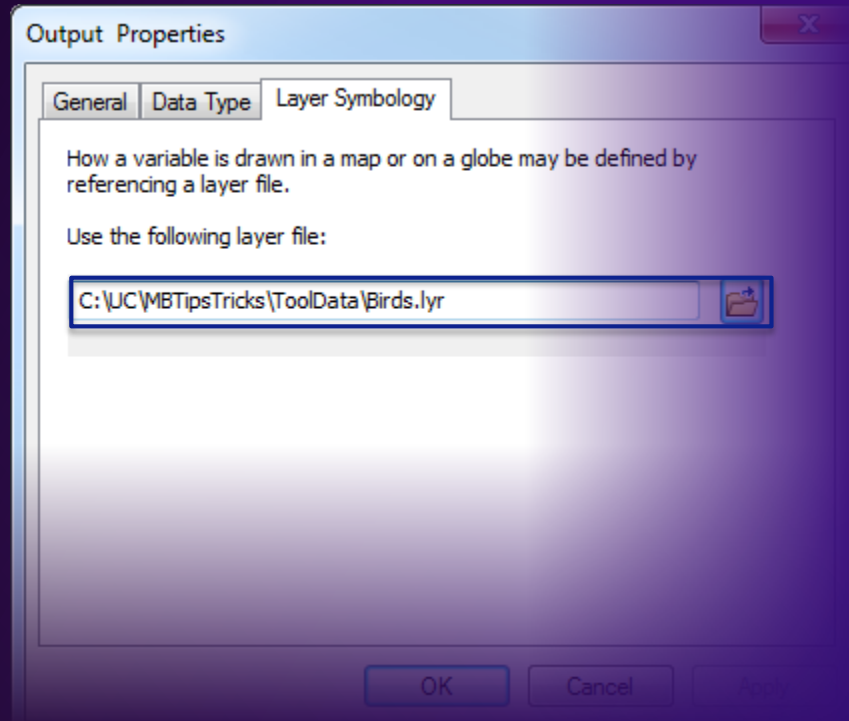 Output Properties
General Data Type Layer Symbology
How a variable is drawn in a map or on a globe may be defined by
referencing a layer file.
Use the following layer file:
C:\UC\MBTipsTricks\ToolData\Birds.lyr
OK Cancel Apply